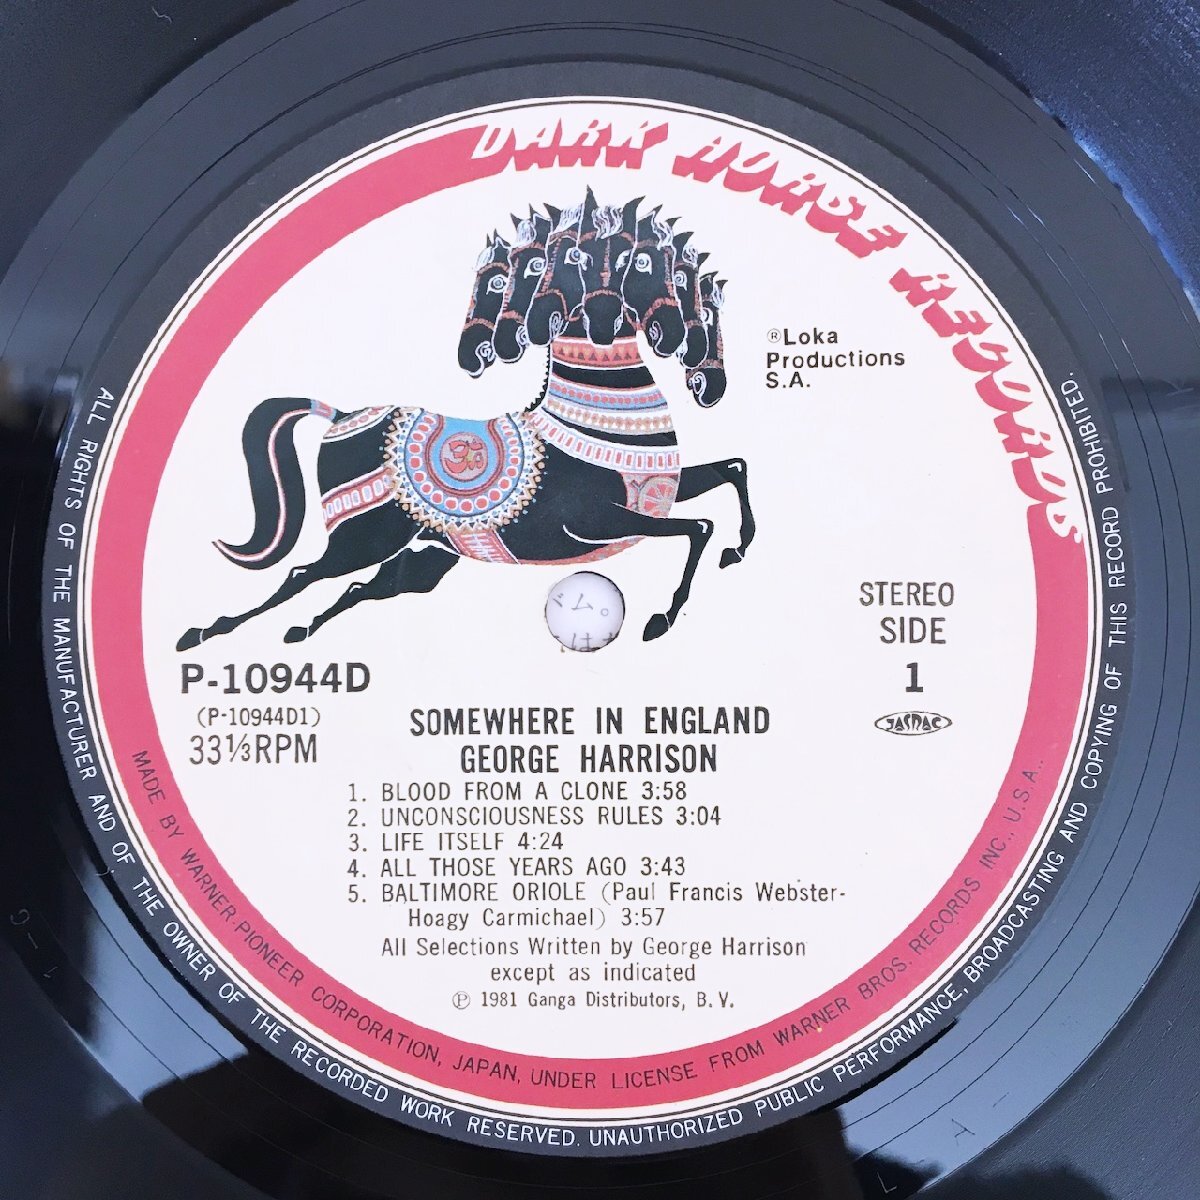 DARK HORSE RECORDS
®Loka
Productions
S.A.
STEREO
SIDE
1
JASRAC
P-10944D
(P-10944D1)
33⅓RPM
SOMEWHERE IN ENGLAND
GEORGE HARRISON
1. BLOOD FROM A CLONE 3:58
2. UNCONSCIOUSNESS RULES 3:04
3. LIFE ITSELF 4:24
4. ALL THOSE YEARS AGO 3:43
5. BALTIMORE ORIOLE (Paul Francis Webster-
Hoagy Carmichael) 3:57
All Selections Written by George Harrison
except as indicated
℗ 1981 Ganga Distributors, B.V.
MADE BY WARNER-PIONEER CORPORATION, JAPAN, UNDER LICENSE FROM WARNER BROS. RECORDS INC., U.S.A.
ALL RIGHTS OF THE MANUFACTURER AND OF THE OWNER OF THE RECORDED WORK RESERVED. UNAUTHORIZED PUBLIC PERFORMANCE, BROADCASTING AND COPYING OF THIS RECORD PROHIBITED.